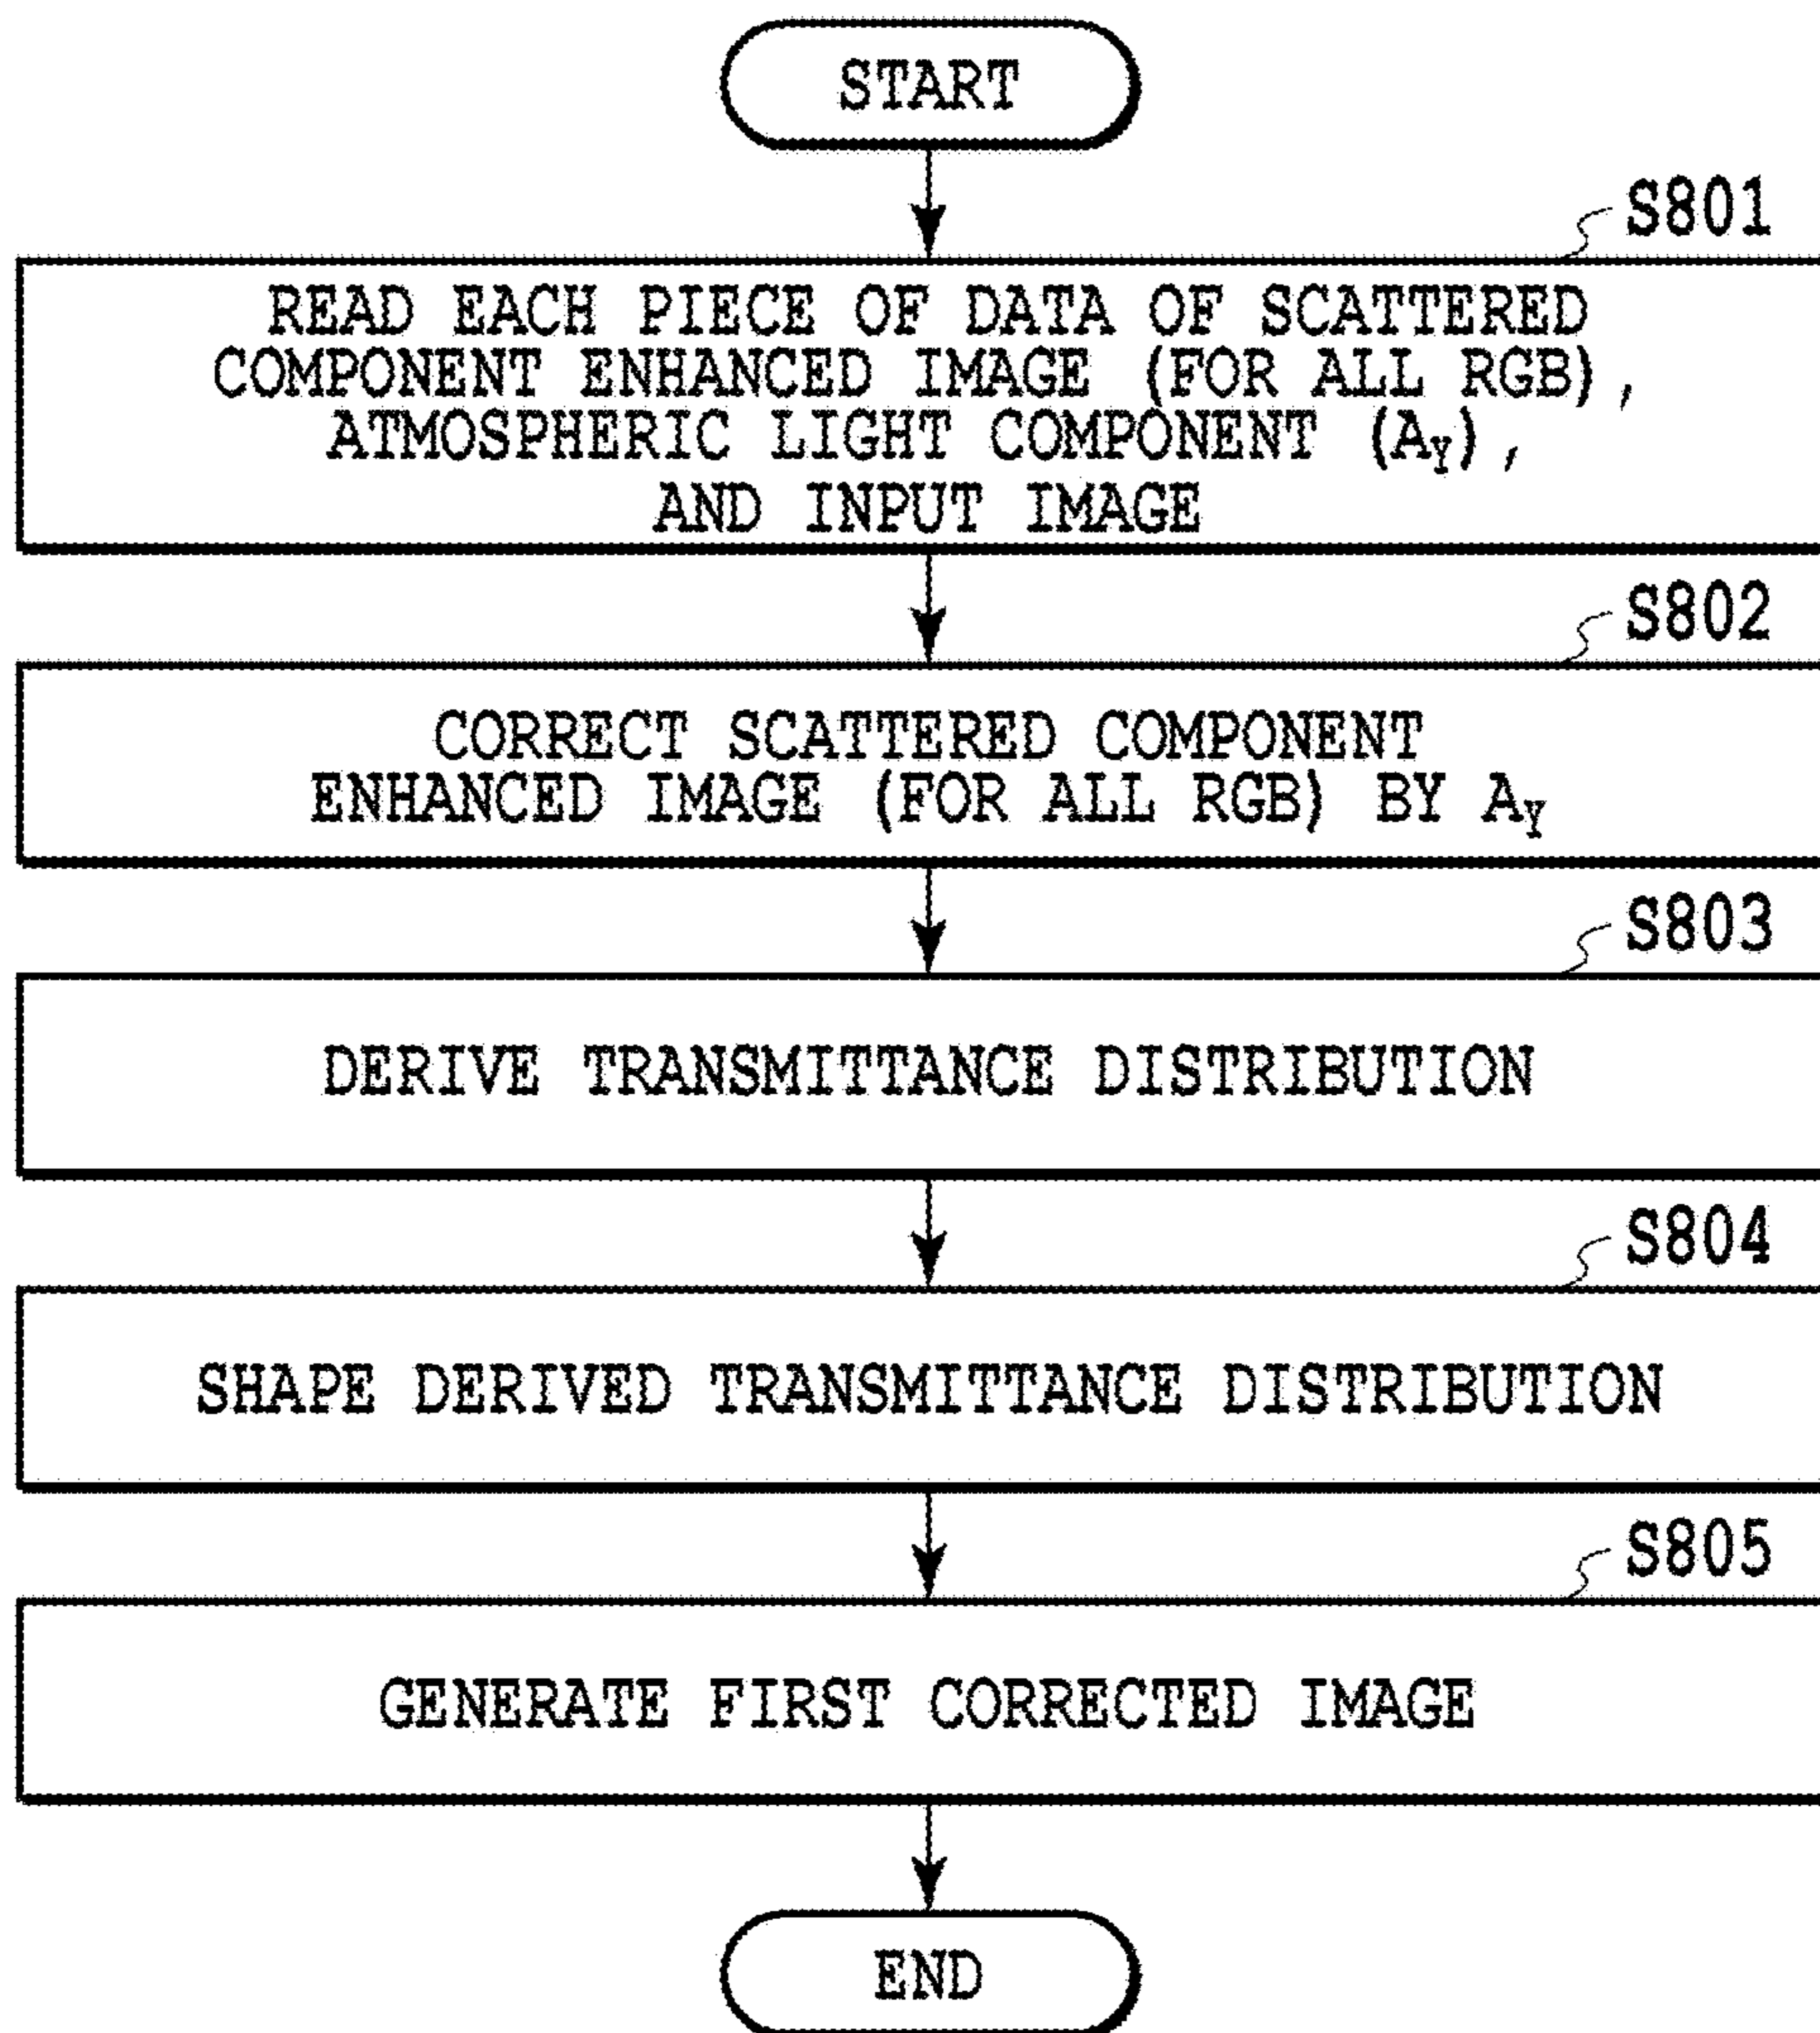 START
S801
READ EACH PIECE OF DATA OF SCATTERED
COMPONENT ENHANCED IMAGE (FOR ALL RGB),
ATMOSPHERIC LIGHT COMPONENT (AY),
AND INPUT IMAGE
S802
CORRECT SCATTERED COMPONENT
ENHANCED IMAGE (FOR ALL RGB) BY AY
S803
DERIVE TRANSMITTANCE DISTRIBUTION
S804
SHAPE DERIVED TRANSMITTANCE DISTRIBUTION
S805
GENERATE FIRST CORRECTED IMAGE
END